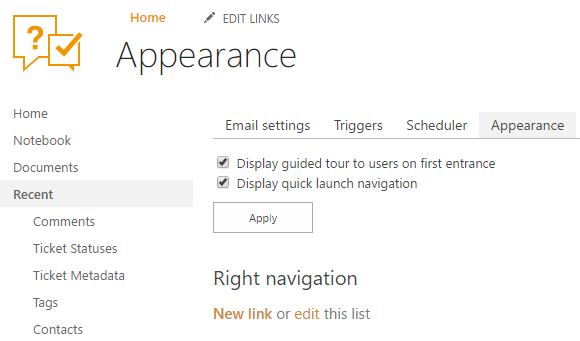 Home EDIT LINKS
Appearance
Home
Notebook
Documents
Recent
Comments
Ticket Statuses
Ticket Metadata
Tags
Contacts
Email settings Triggers Scheduler Appearance
Display guided tour to users on first entrance
Display quick launch navigation
Apply
Right navigation
New link or edit this list